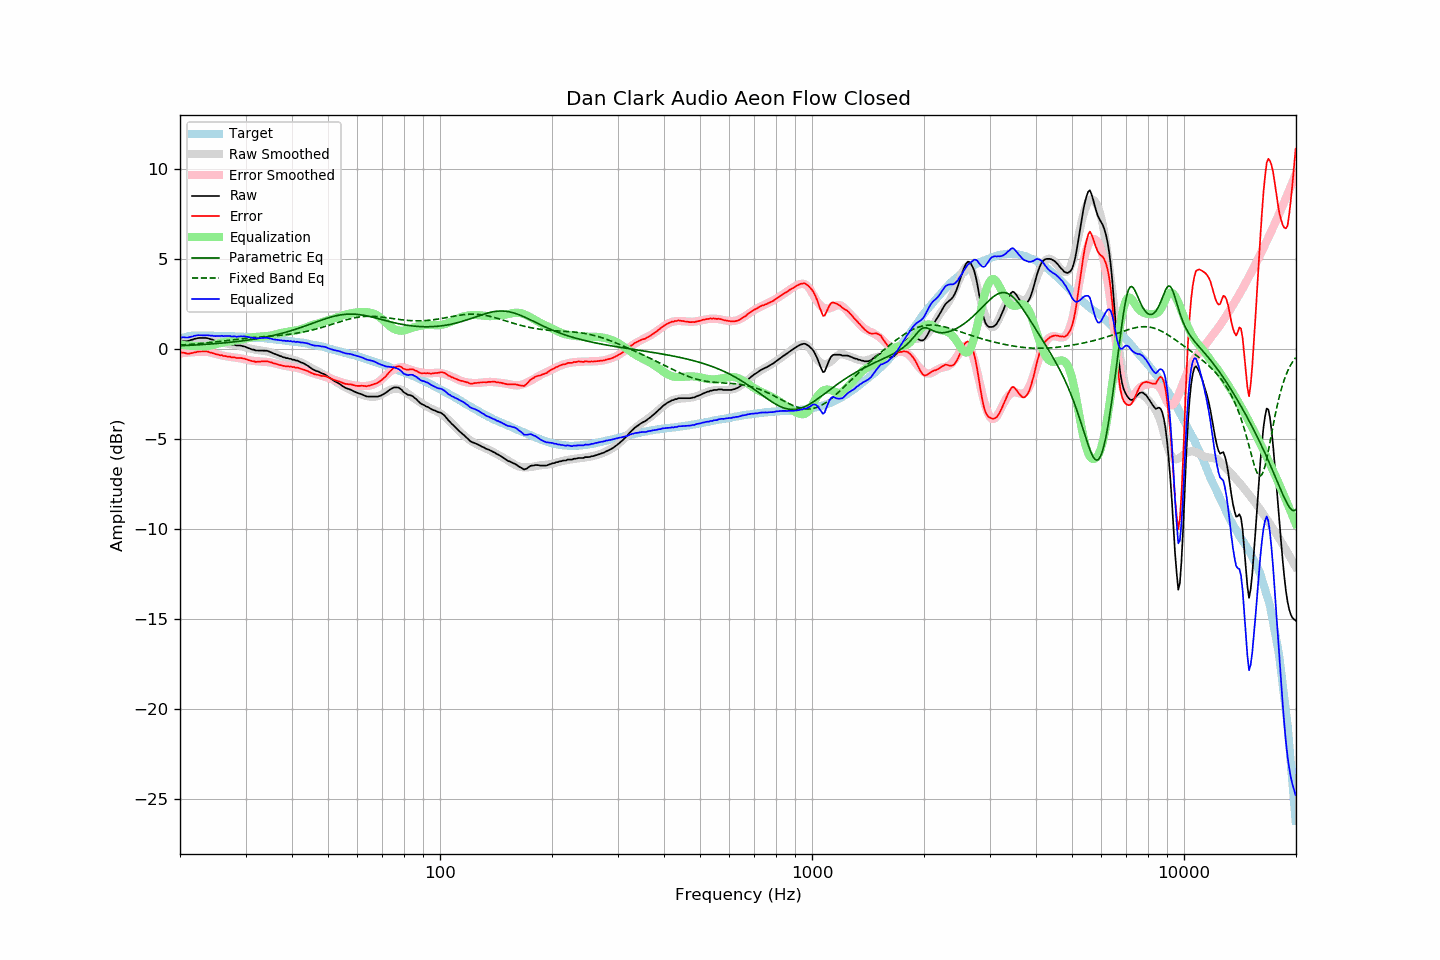 Dan Clark Audio Aeon Flow Closed
Target
Raw Smoothed
Error Smoothed
Raw
Error
Equalization
Parametric Eq
Fixed Band Eq
Equalized
10
5
0
−5
−10
−15
−20
−25
Amplitude (dBr)
100
1000
10000
Frequency (Hz)